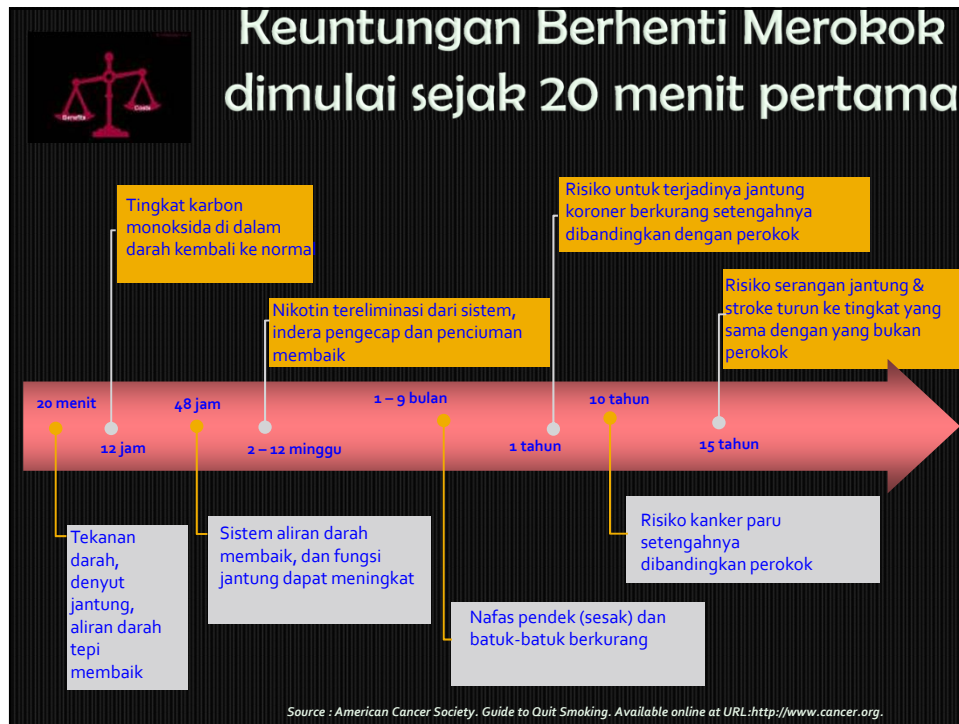 Keuntungan Berhenti Merokok
dimulai sejak 20 menit pertama
Costs
Benefits
Tingkat karbon
monoksida di dalam
darah kembali ke normal
Risiko untuk terjadinya jantung
koroner berkurang setengahnya
dibandingkan dengan perokok
Nikotin tereliminasi dari sistem,
indera pengecap dan penciuman
membaik
Risiko serangan jantung &
stroke turun ke tingkat yang
sama dengan yang bukan
perokok
20 menit
12 jam
48 jam
2 – 12 minggu
1 – 9 bulan
1 tahun
10 tahun
15 tahun
Tekanan
darah,
denyut
jantung,
aliran darah
tepi
membaik
Sistem aliran darah
membaik, dan fungsi
jantung dapat meningkat
Nafas pendek (sesak) dan
batuk-batuk berkurang
Risiko kanker paru
setengahnya
dibandingkan perokok
Source : American Cancer Society. Guide to Quit Smoking. Available online at URL:http://www.cancer.org.